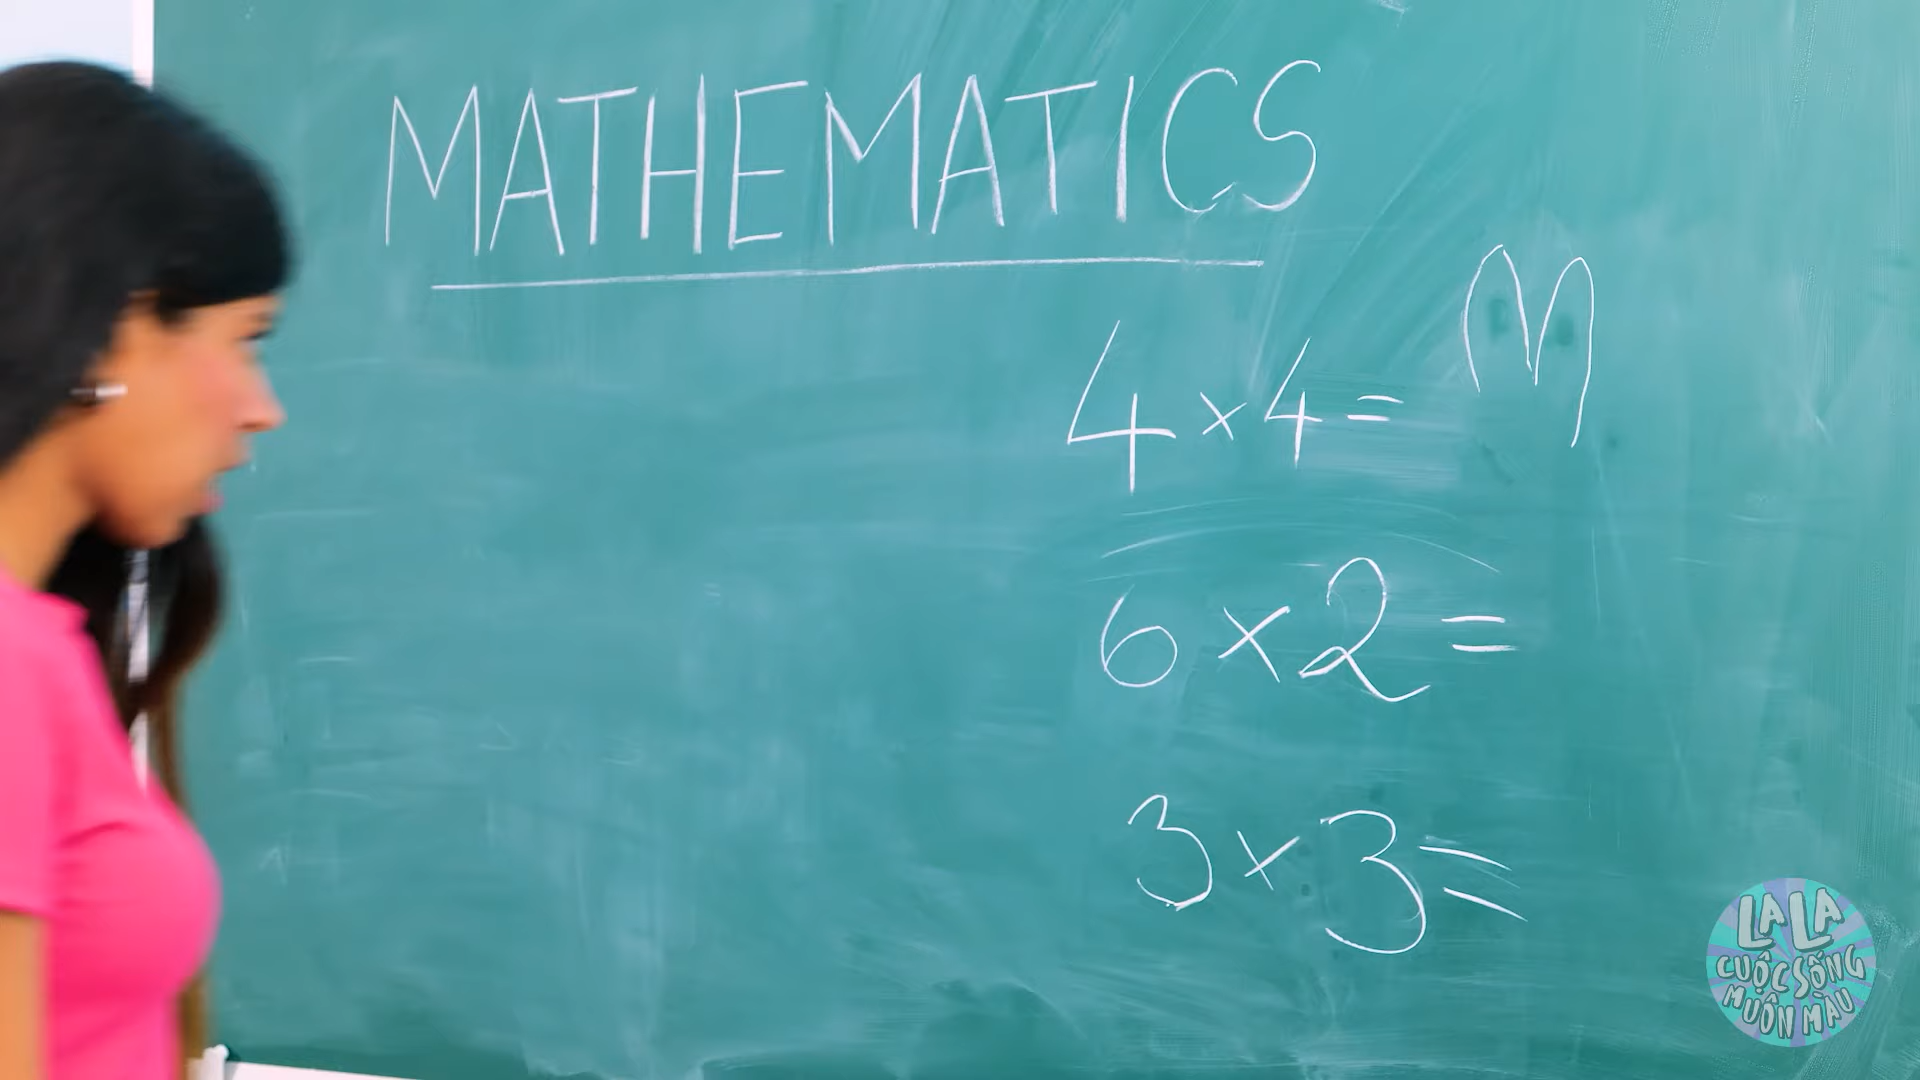 MATHEMATICS
4 × 4 = M
6 × 2 =
3 × 3 =
LA LA
CUỘC SỐNG
MUÔN MÀU